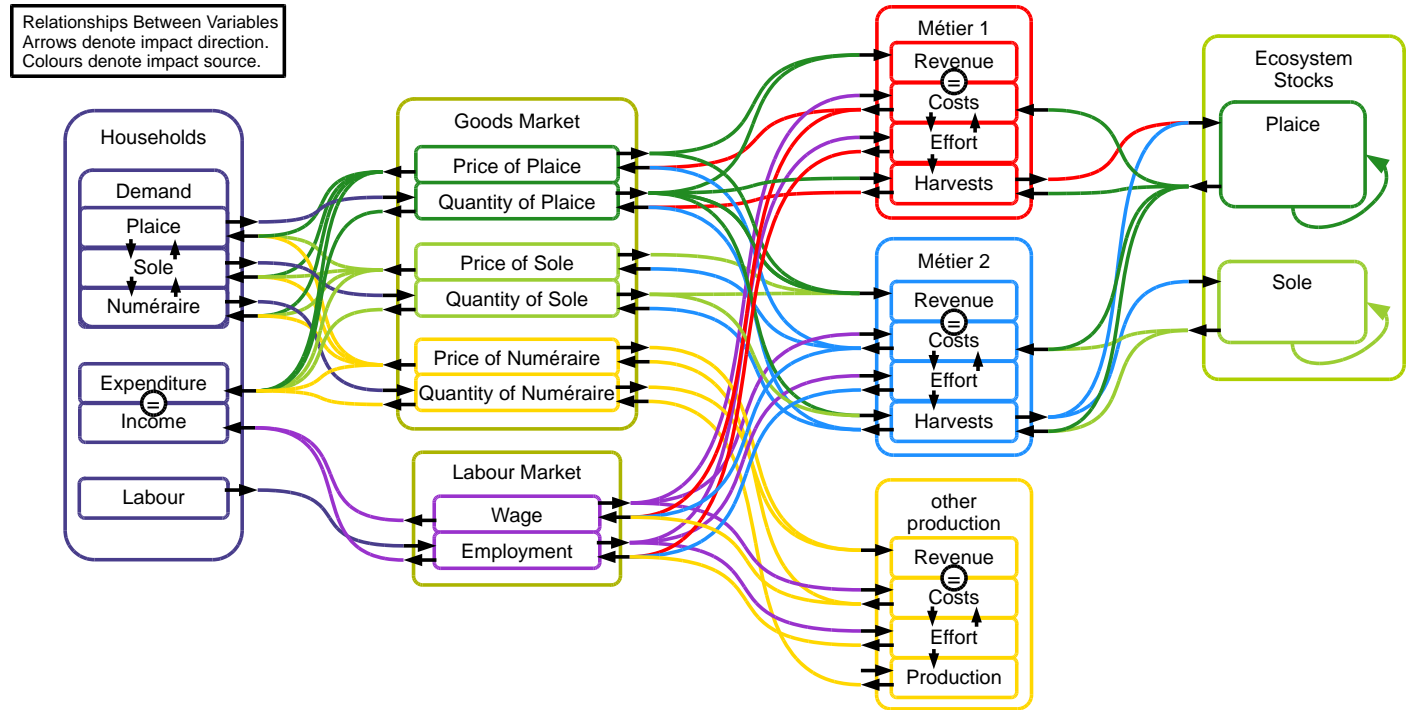 Relationships Between Variables
Arrows denote impact direction.
Colours denote impact source.
Households
Demand
Plaice
Sole
Numéraire
Expenditure
=
Income
Labour
Goods Market
Price of Plaice
Quantity of Plaice
Price of Sole
Quantity of Sole
Price of Numéraire
Quantity of Numéraire
Labour Market
Wage
Employment
Métier 1
Revenue
=
Costs
Effort
Harvests
Métier 2
Revenue
=
Costs
Effort
Harvests
other
production
Revenue
=
Costs
Effort
Production
Ecosystem
Stocks
Plaice
Sole